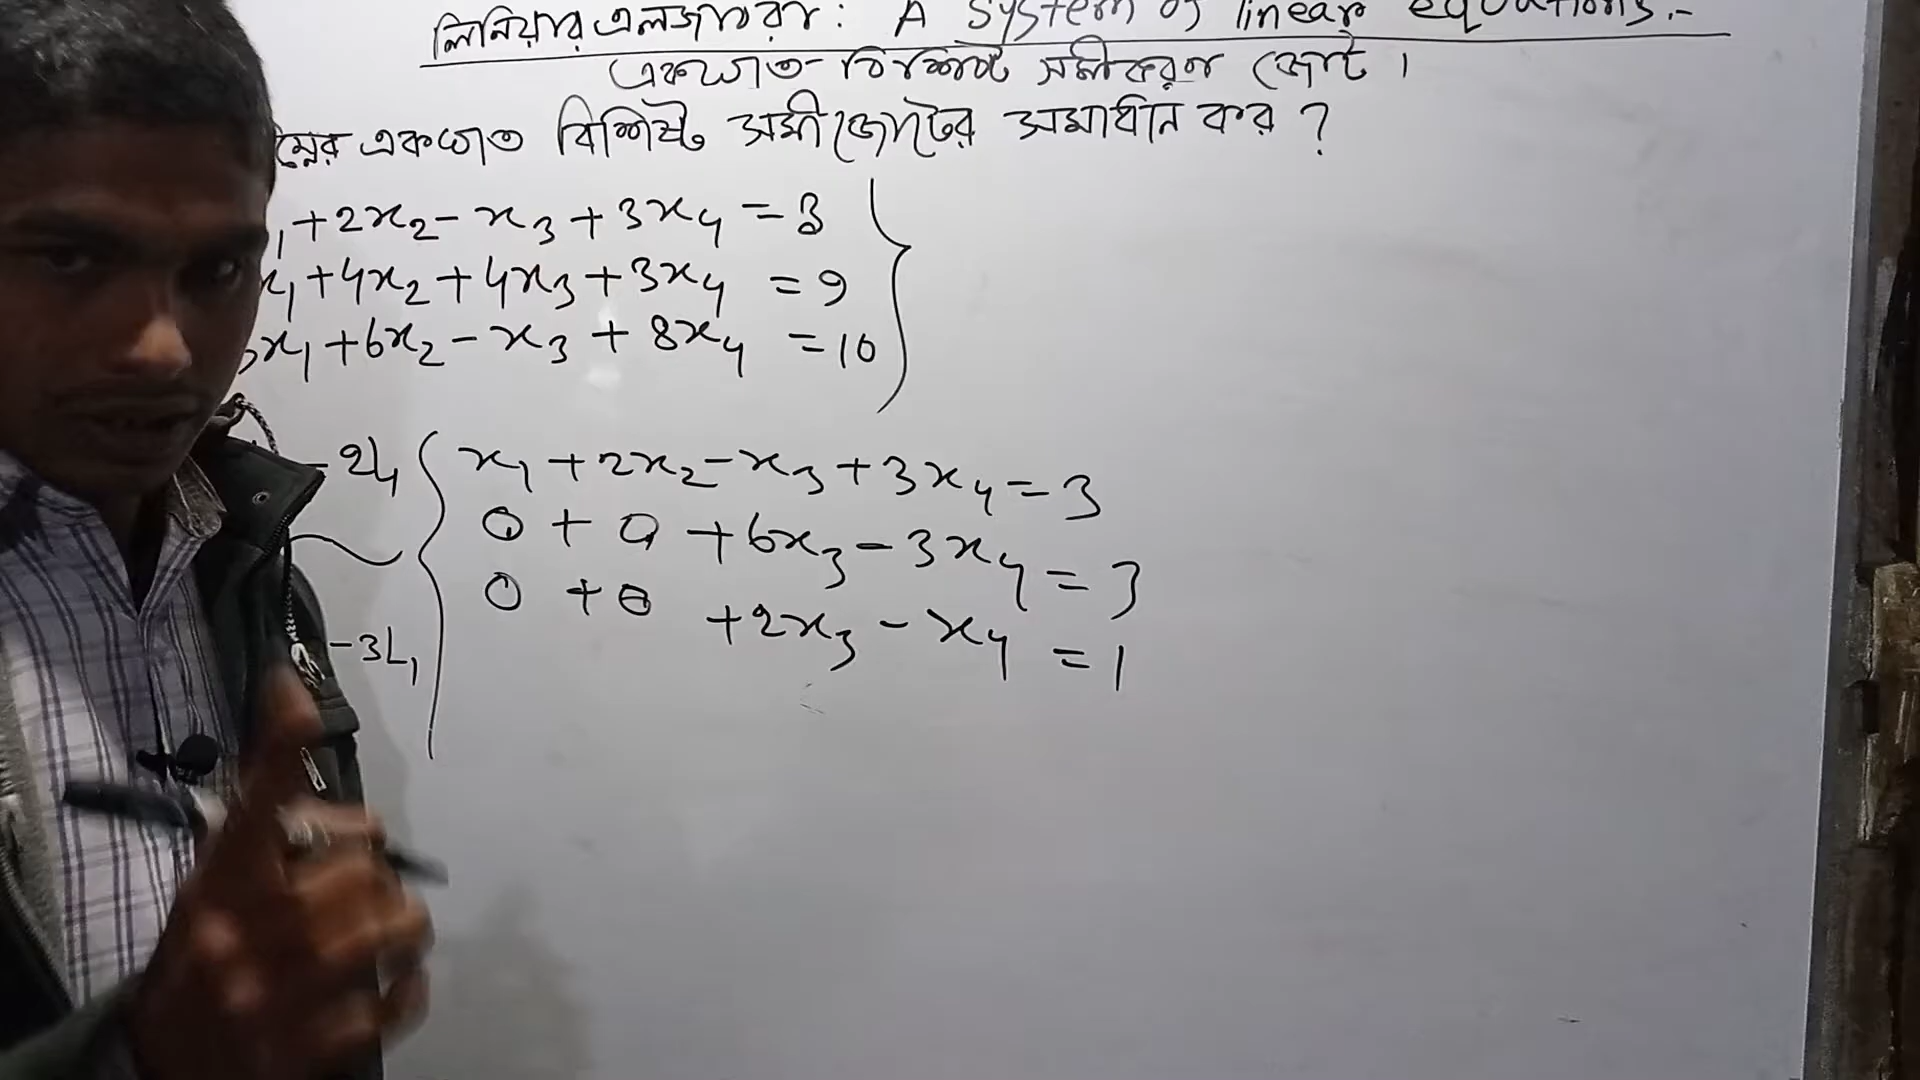 লিনিয়ার এলজাবরা: A System of linear equations.-
একঘাত বিশিষ্ট সমীকরণ জোট ।
ম্নের একঘাত বিশিষ্ট সমীজোটের সমাধান কর ?
₁ +2x₂ - x₃ + 3x₄ = 3
x₁ +4x₂ + 4x₃ + 3x₄ = 9
x₁ +6x₂ - x₃ + 8x₄ = 10
-2L₁ x₁ + 2x₂ - x₃ + 3x₄ = 3
0 + 0 + 6x₃ - 3x₄ = 3
-3L₁ 0 + 0 + 2x₃ - x₄ = 1